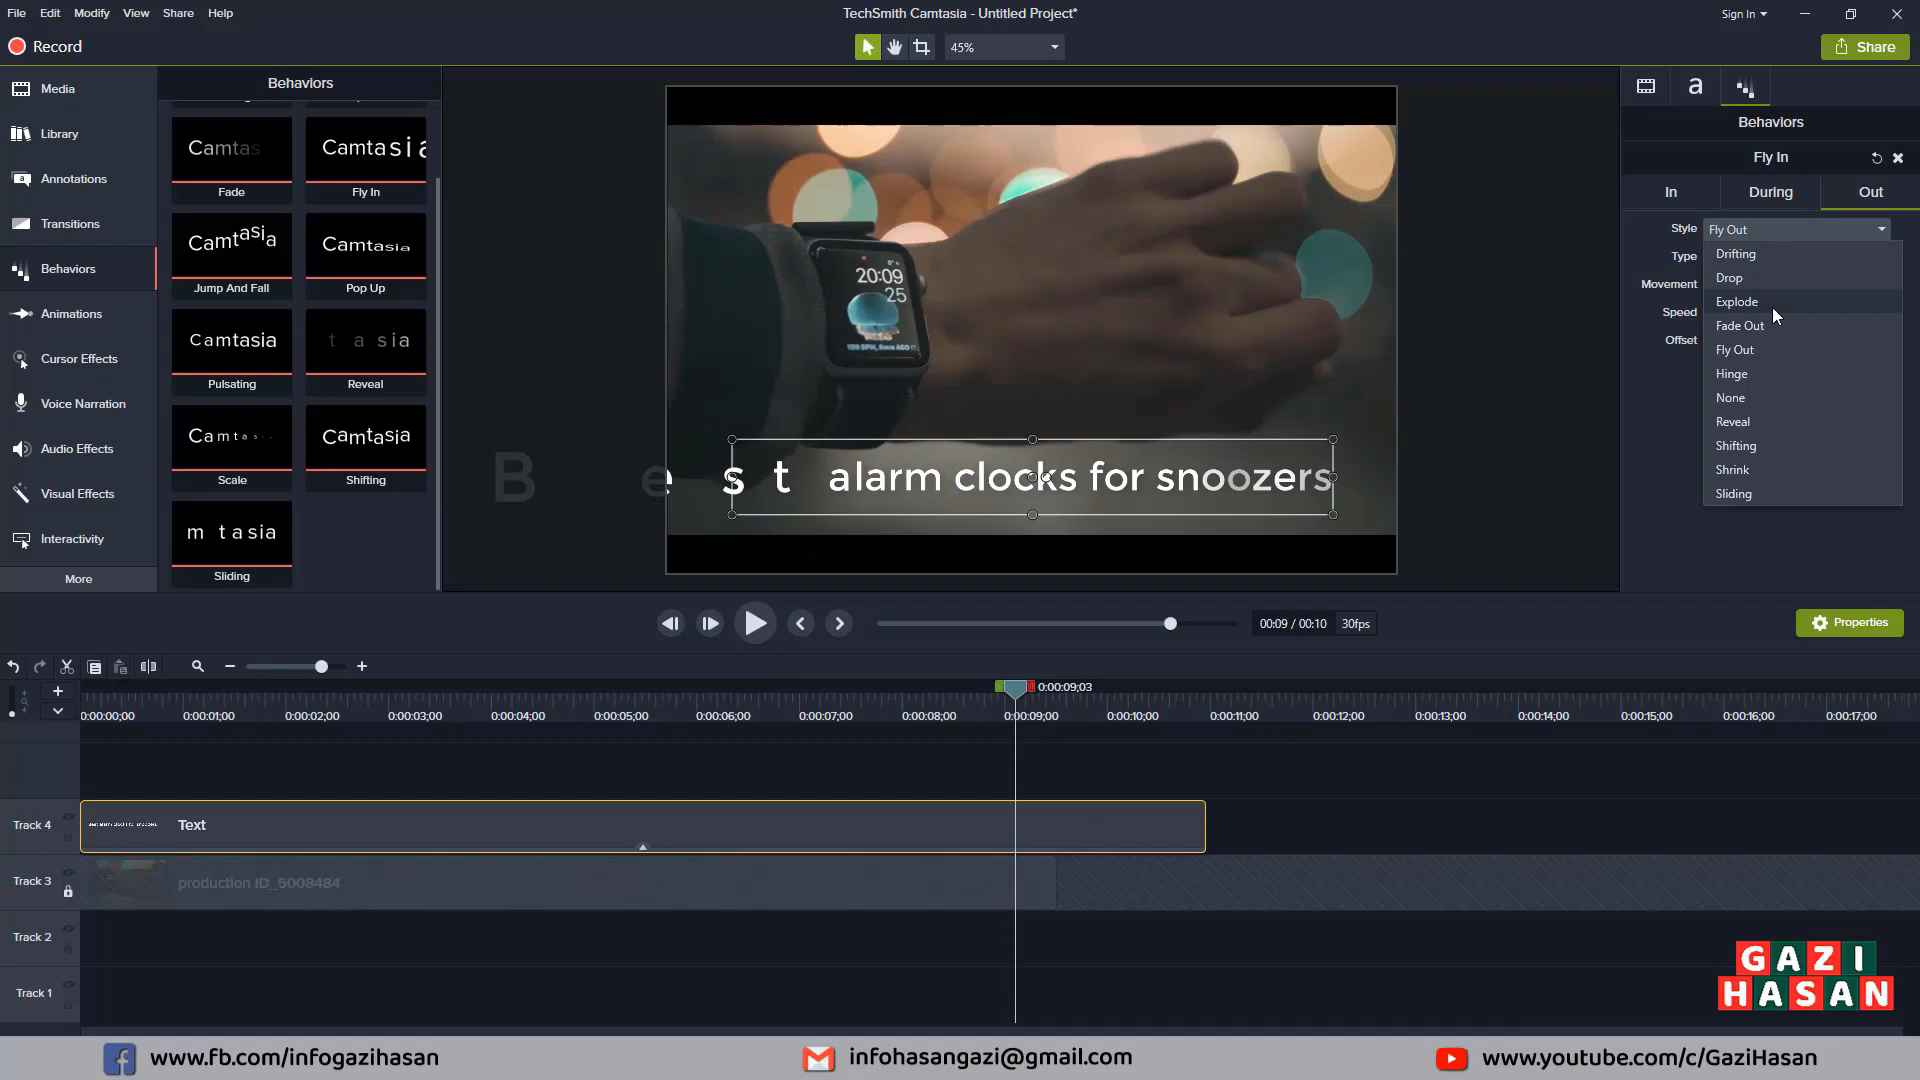 File Edit Modify View Share Help
TechSmith Camtasia - Untitled Project*
Sign In
Record
45%
Share
Media
Library
Annotations
Transitions
Behaviors
Animations
Cursor Effects
Voice Narration
Audio Effects
Visual Effects
Interactivity
More
Behaviors
Camtas
Camtasia
Fade
Fly In
Camtasia
Camtasia
Jump And Fall
Pop Up
Camtasia
t a sia
Pulsating
Reveal
Camtas
Camtasia
Scale
Shifting
m t a sia
Sliding
20:09
25
B e s t alarm clocks for snoozers
Behaviors
Fly In
In During Out
Style Fly Out
Type
Movement
Speed
Offset
Drifting
Drop
Explode
Fade Out
Fly Out
Hinge
None
Reveal
Shifting
Shrink
Sliding
00:09 / 00:10 30fps
Properties
0:00:09;03
0:00:00;00 0:00:01;00 0:00:02;00 0:00:03;00 0:00:04;00 0:00:05;00 0:00:06;00 0:00:07;00 0:00:08;00 0:00:09;00 0:00:10;00 0:00:11;00 0:00:12;00 0:00:13;00 0:00:14;00 0:00:15;00 0:00:16;00 0:00:17;00
Track 4 Text
Track 3 production ID_5008484
Track 2
Track 1
GAZI
HASAN
www.fb.com/infogazihasan infohasangazi@gmail.com www.youtube.com/c/GaziHasan